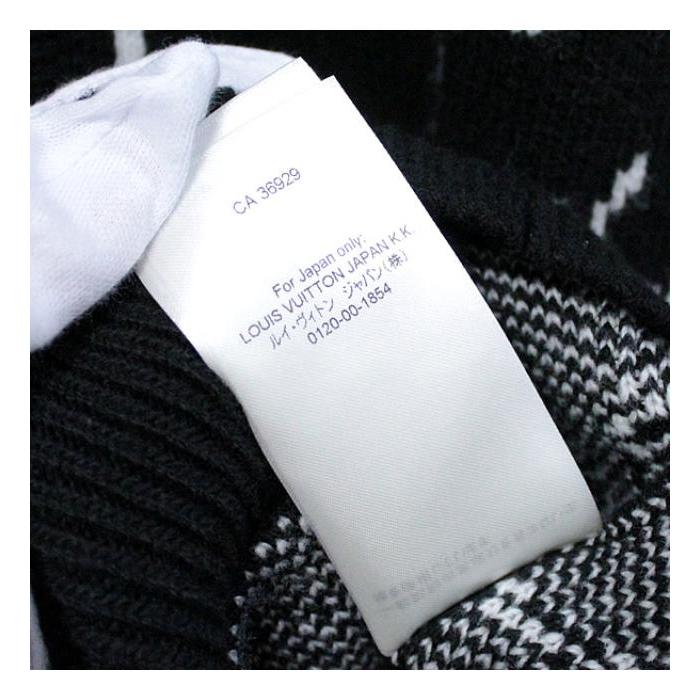 CA 36929
For Japan only:
LOUIS VUITTON JAPAN K.K.
ルイ・ヴィトン ジャパン(株)
0120-00-1854